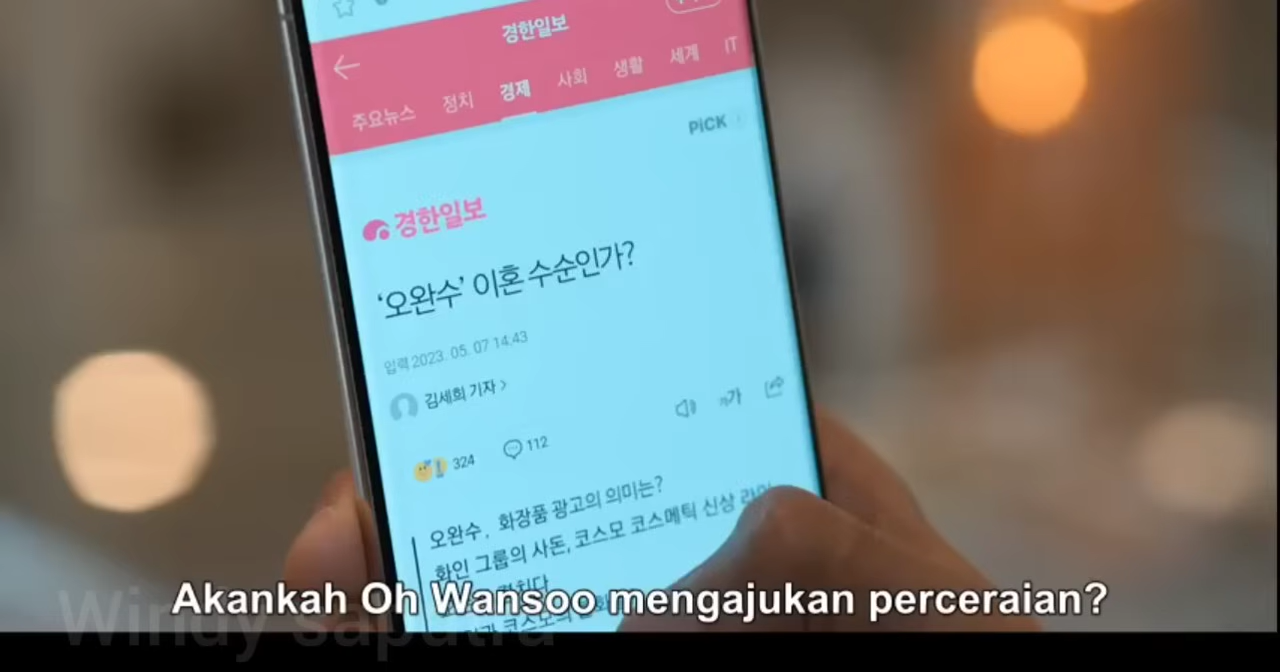 경한일보
주요뉴스 정치 경제 사회 생활 세계 IT
PiCK
경한일보
‘오완수’ 이혼 수순인가?
입력 2023. 05. 07 14:43
김세희 기자 >
가가
324 112
오완수, 화장품 광고의 의미는?
화인 그룹의 사돈, 코스모 코스메틱 신상
Akankah Oh Wansoo mengajukan perceraian?
Windy saputra